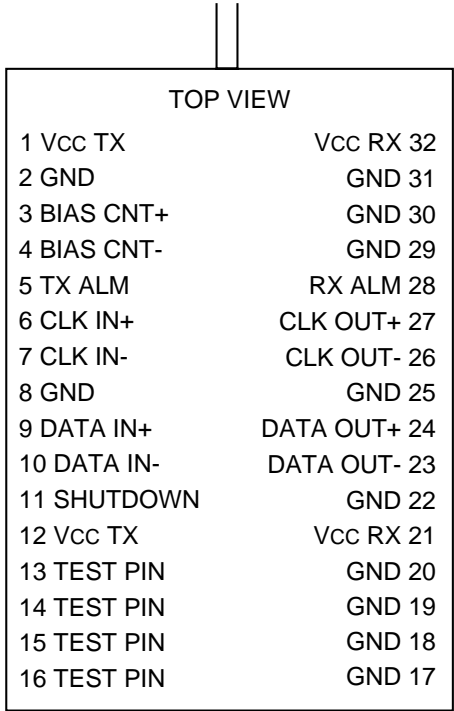 TOP VIEW
1 VCC TX VCC RX 32
2 GND GND 31
3 BIAS CNT+ GND 30
4 BIAS CNT- GND 29
5 TX ALM RX ALM 28
6 CLK IN+ CLK OUT+ 27
7 CLK IN- CLK OUT- 26
8 GND GND 25
9 DATA IN+ DATA OUT+ 24
10 DATA IN- DATA OUT- 23
11 SHUTDOWN GND 22
12 VCC TX VCC RX 21
13 TEST PIN GND 20
14 TEST PIN GND 19
15 TEST PIN GND 18
16 TEST PIN GND 17